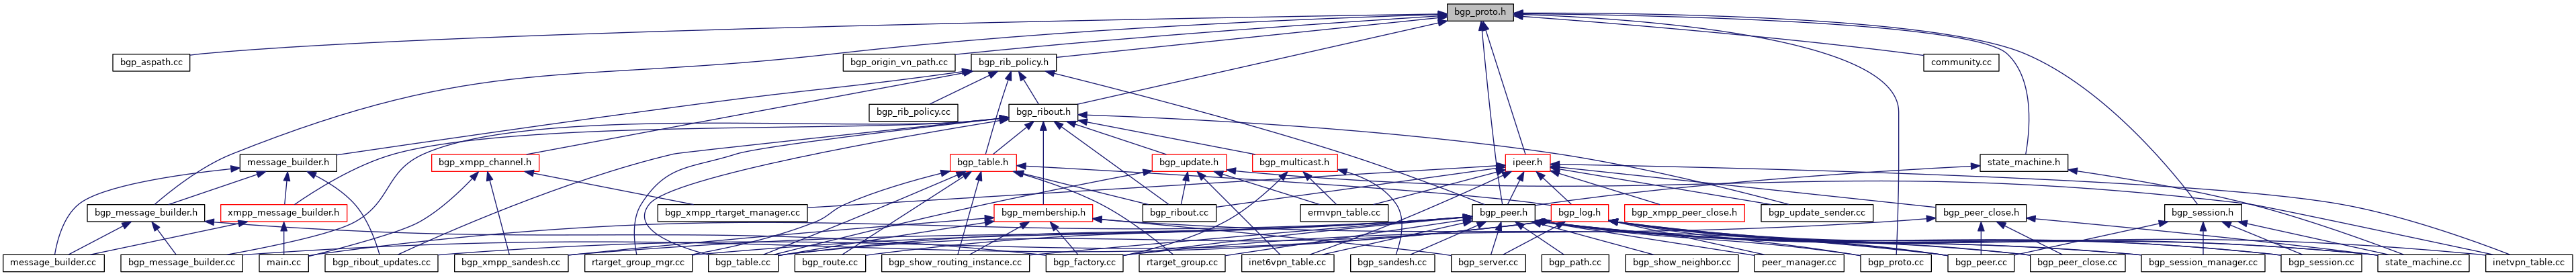 bgp_proto.h
bgp_aspath.cc
bgp_origin_vn_path.cc
bgp_rib_policy.h
community.cc
bgp_rib_policy.cc
bgp_ribout.h
message_builder.h
bgp_xmpp_channel.h
bgp_table.h
bgp_update.h
bgp_multicast.h
ipeer.h
state_machine.h
bgp_message_builder.h
xmpp_message_builder.h
bgp_xmpp_rtarget_manager.cc
bgp_membership.h
bgp_ribout.cc
ermvpn_table.cc
bgp_peer.h
bgp_log.h
bgp_xmpp_peer_close.h
bgp_update_sender.cc
bgp_peer_close.h
bgp_session.h
message_builder.cc
bgp_message_builder.cc
main.cc
bgp_ribout_updates.cc
bgp_xmpp_sandesh.cc
rtarget_group_mgr.cc
bgp_table.cc
bgp_route.cc
bgp_show_routing_instance.cc
bgp_factory.cc
rtarget_group.cc
inet6vpn_table.cc
bgp_sandesh.cc
bgp_server.cc
bgp_path.cc
bgp_show_neighbor.cc
peer_manager.cc
bgp_proto.cc
bgp_peer.cc
bgp_peer_close.cc
bgp_session_manager.cc
bgp_session.cc
state_machine.cc
inetvpn_table.cc